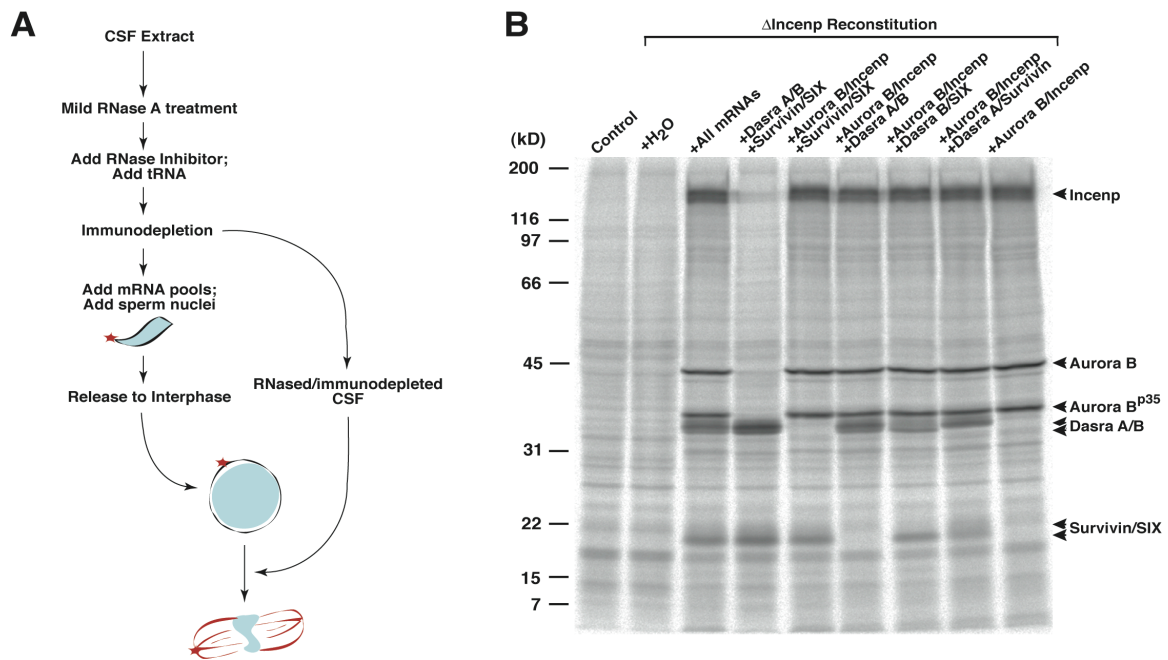 A
CSF Extract
Mild RNase A treatment
Add RNase Inhibitor;
Add tRNA
Immunodepletion
Add mRNA pools;
Add sperm nuclei
Release to Interphase
RNased/immunodepleted
CSF
B
ΔIncenp Reconstitution
(kD)
Control
+H2O
+All mRNAs
+Dasra A/B
+Survivin/SIX
+Aurora B/Incenp
+Survivin/SIX
+Aurora B/Incenp
+Dasra A/B
+Aurora B/Incenp
+Dasra B/SIX
+Aurora B/Incenp
+Dasra A/Survivin
+Aurora B/Incenp
200
116
97
66
45
31
22
15
7
Incenp
Aurora B
Aurora Bp35
Dasra A/B
Survivin/SIX